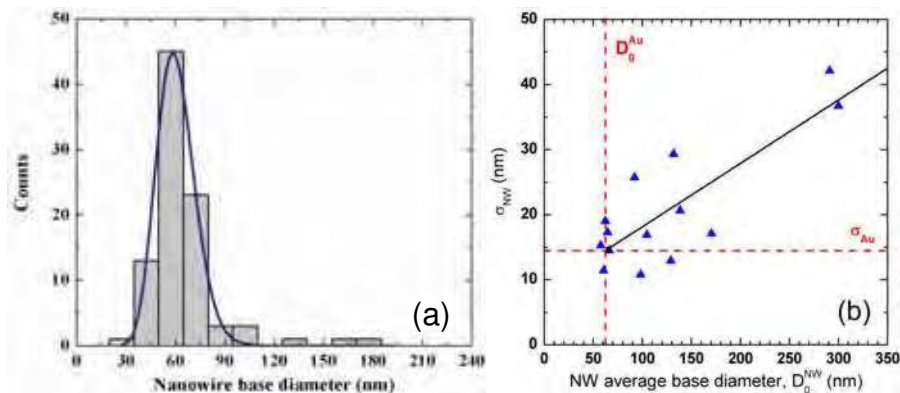 50
40
30
20
10
0
Counts
0 30 60 90 120 150 180 210 240
Nanowire base diameter (nm)
(a)
50
40
30
20
10
0
σNW (nm)
D0Au
σAu
(b)
0 50 100 150 200 250 300 350
NW average base diameter, D0NW (nm)